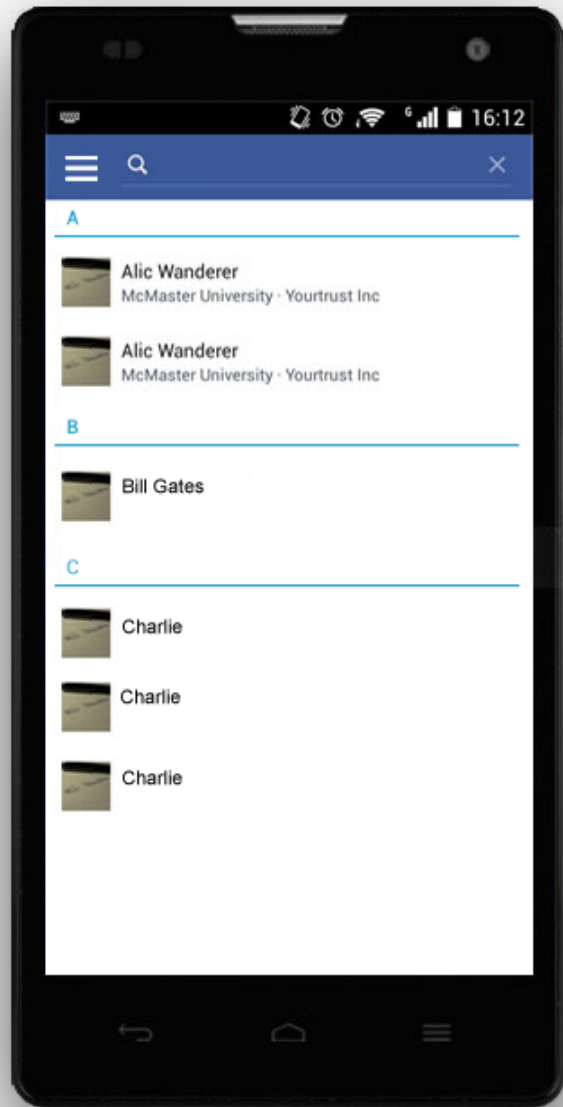 G 16:12
A
Alic Wanderer
McMaster University · Yourtrust Inc
Alic Wanderer
McMaster University · Yourtrust Inc
B
Bill Gates
C
Charlie
Charlie
Charlie